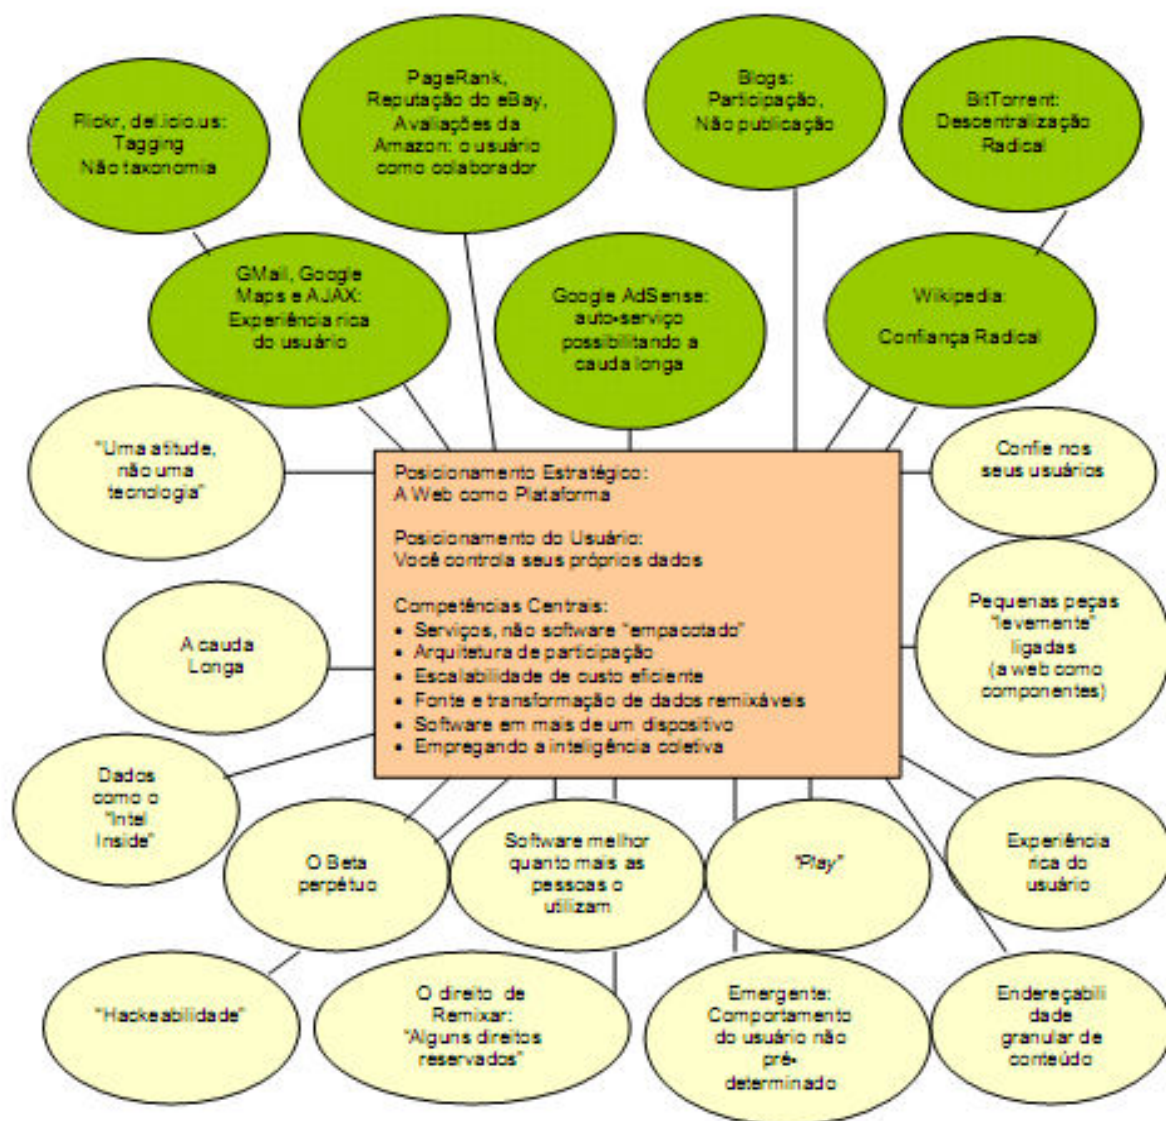 PageRank,
Reputação do eBay,
Avaliações da
Amazon: o usuário
como colaborador
Blogs:
Participação,
Não publicação
Flickr, del.icio.us:
Tagging
Não taxonomia
BitTorrent:
Descentralização
Radical
GMail, Google
Maps e AJAX:
Experiência rica
do usuário
Google AdSense:
auto-serviço
possibilitando a
cauda longa
Wikipedia:
Confiança Radical
"Uma atitude,
não uma
tecnologia"
Posicionamento Estratégico:
A Web como Plataforma
Posicionamento do Usuário:
Você controla seus próprios dados
Competências Centrais:
• Serviços, não software "empacotado"
• Arquitetura de participação
• Escalabilidade de custo eficiente
• Fonte e transformação de dados remixáveis
• Software em mais de um dispositivo
• Empregando a inteligência coletiva
Confie nos
seus usuários
A cauda
Longa
Pequenas peças
"levemente"
ligadas
(a web como
componentes)
Dados
como o
"Intel
Inside"
O Beta
perpétuo
Software melhor
quanto mais as
pessoas o
utilizam
"Play"
Experiência
rica do
usuário
"Hackeabilidade"
O direito de
Remixar:
"Alguns direitos
reservados"
Emergente:
Comportamento
do usuário não
pré-
determinado
Endereçabili
dade
granular de
conteúdo